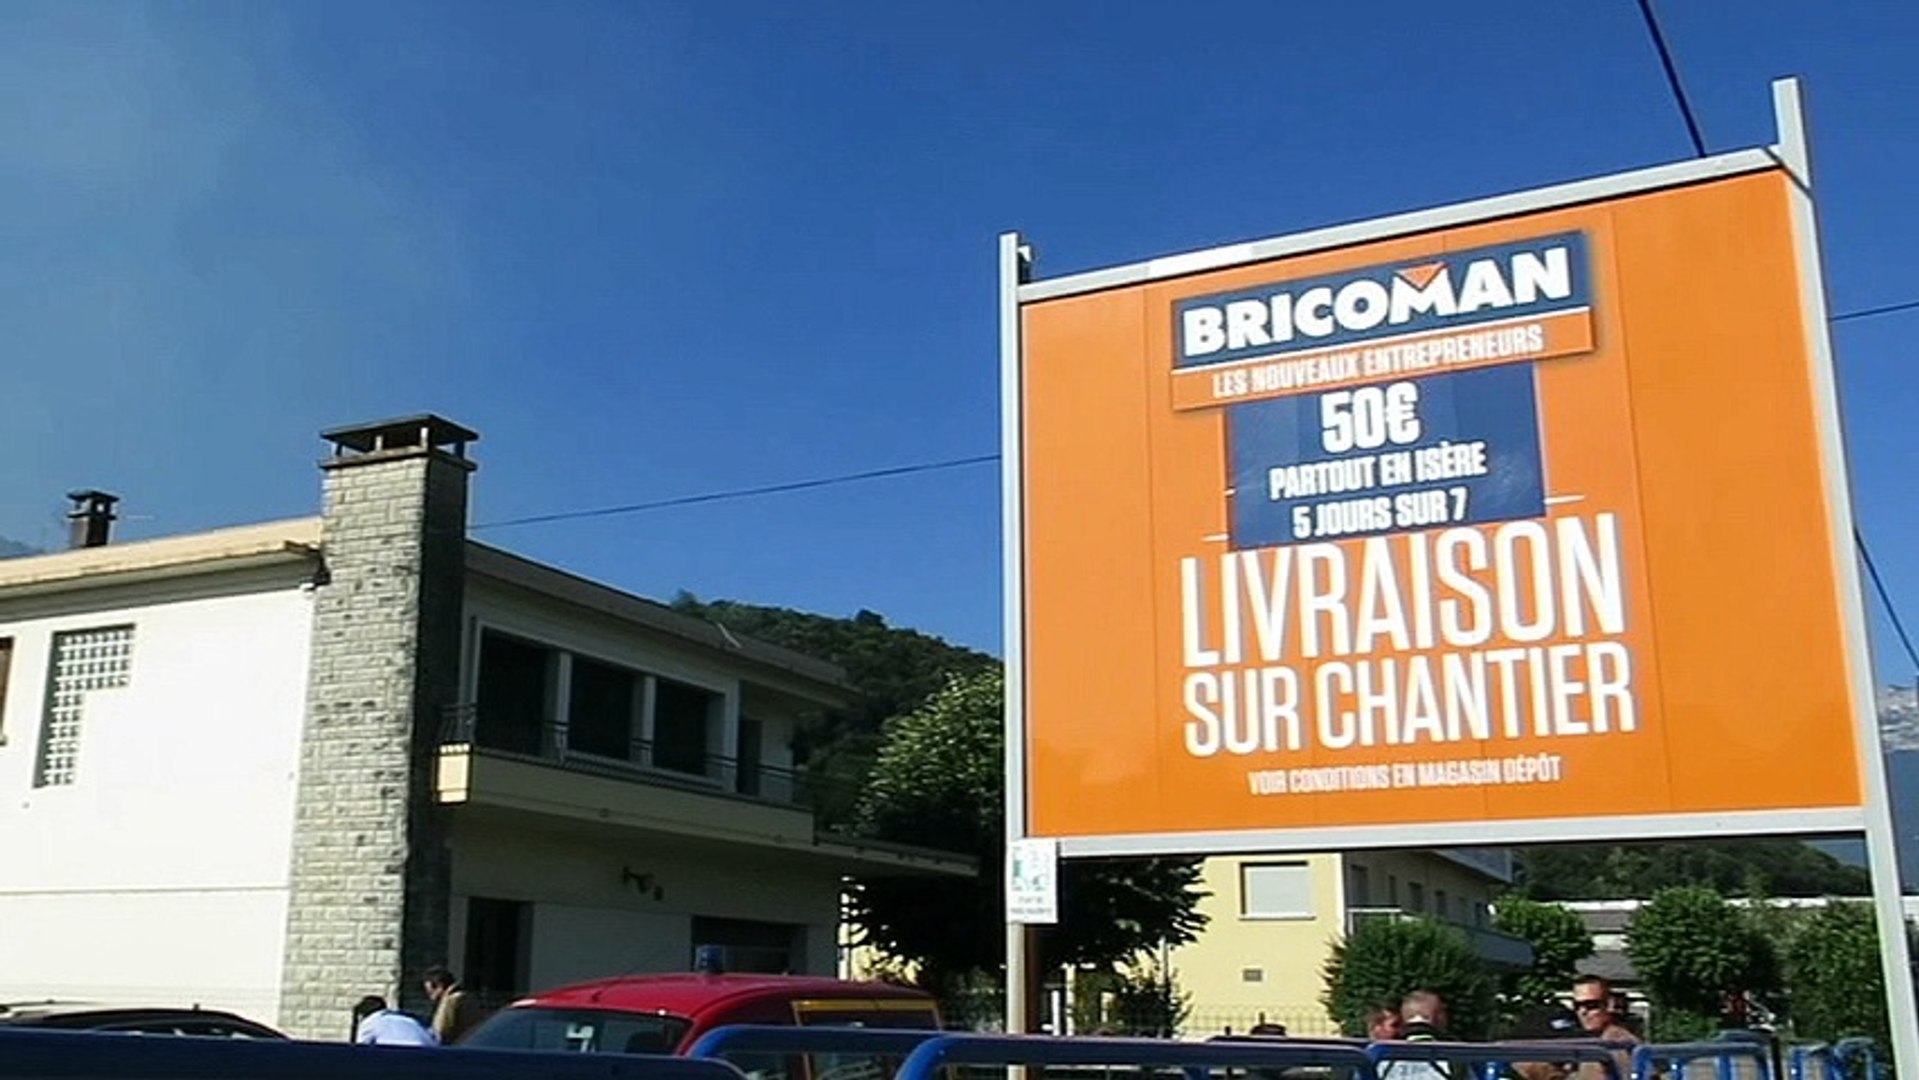 BRICOMAN
LES NOUVEAUX ENTREPRENEURS
50€
PARTOUT EN ISÈRE
5 JOURS SUR 7
LIVRAISON
SUR CHANTIER
VOIR CONDITIONS EN MAGASIN DÉPÔT